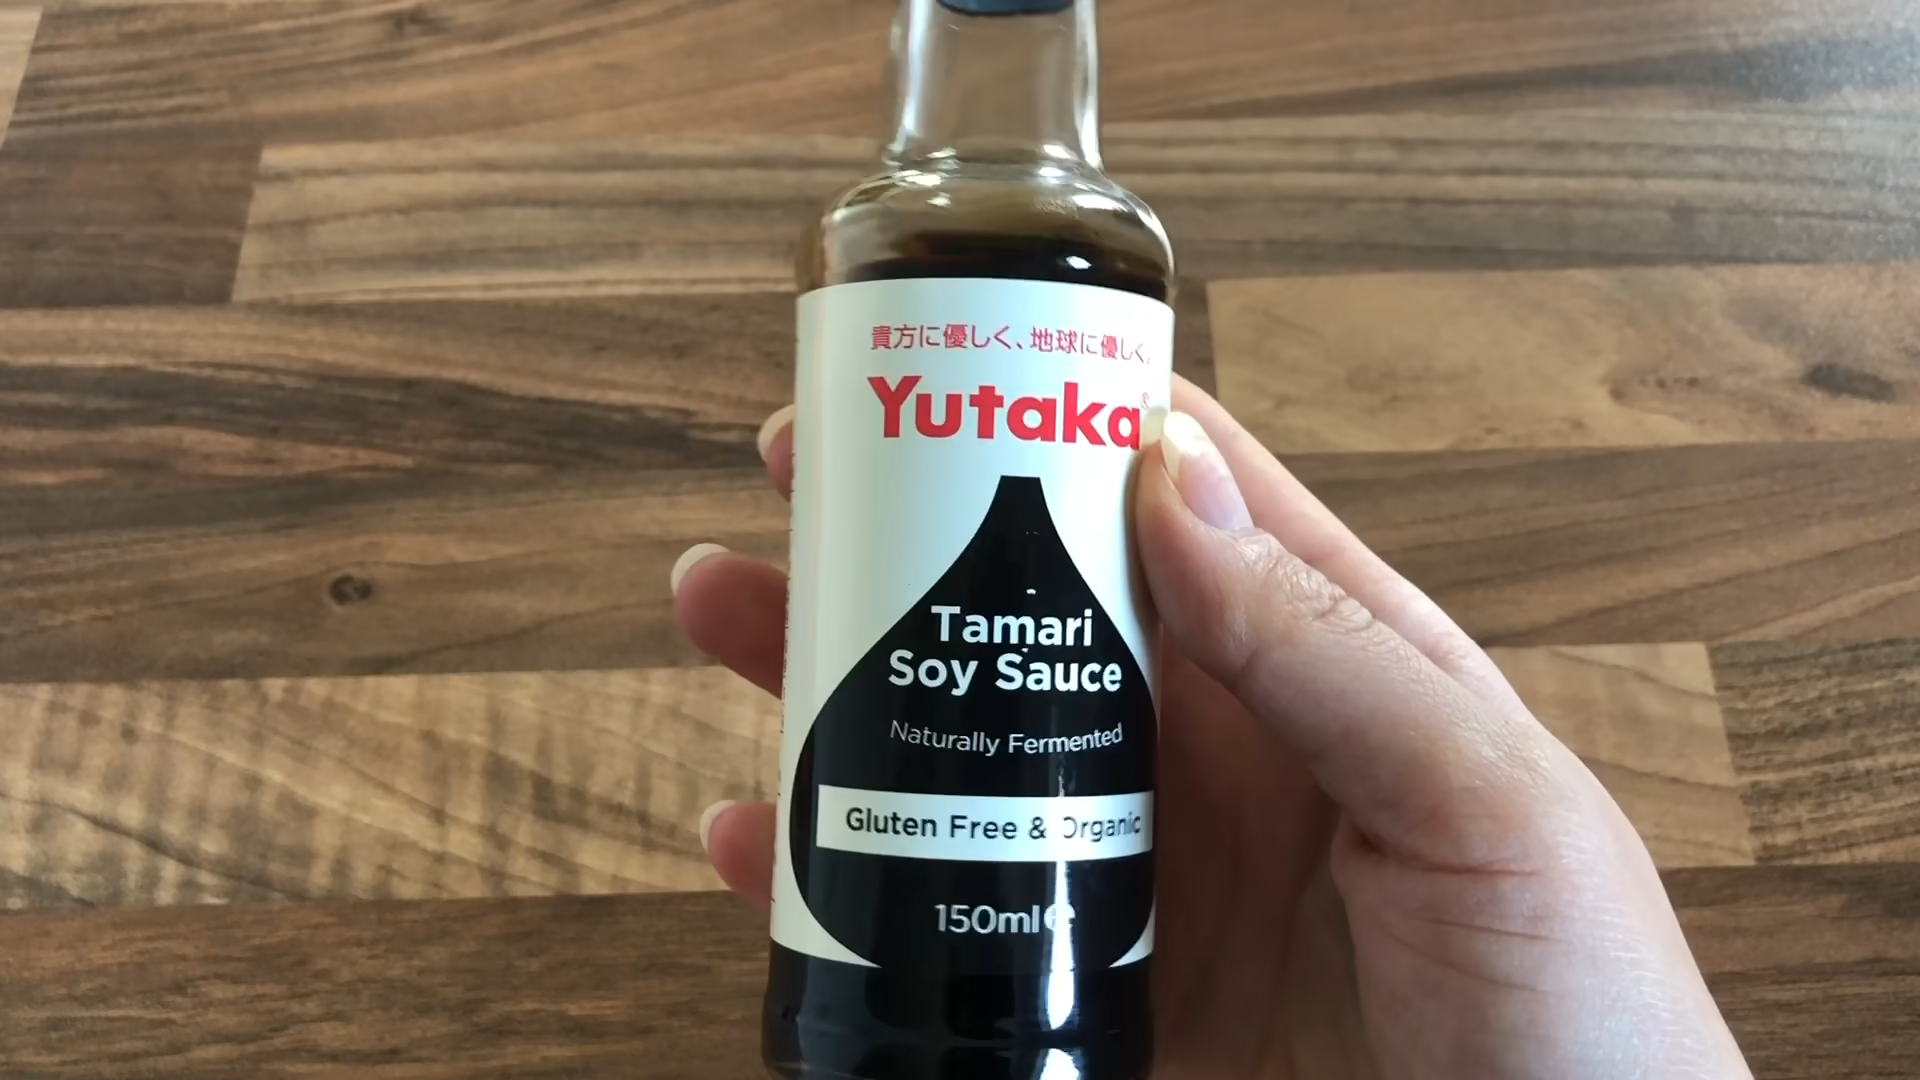 貴方に優しく、地球に優しく。
Yutaka®
Tamari
Soy Sauce
Naturally Fermented
Gluten Free & Organic
150ml ℮